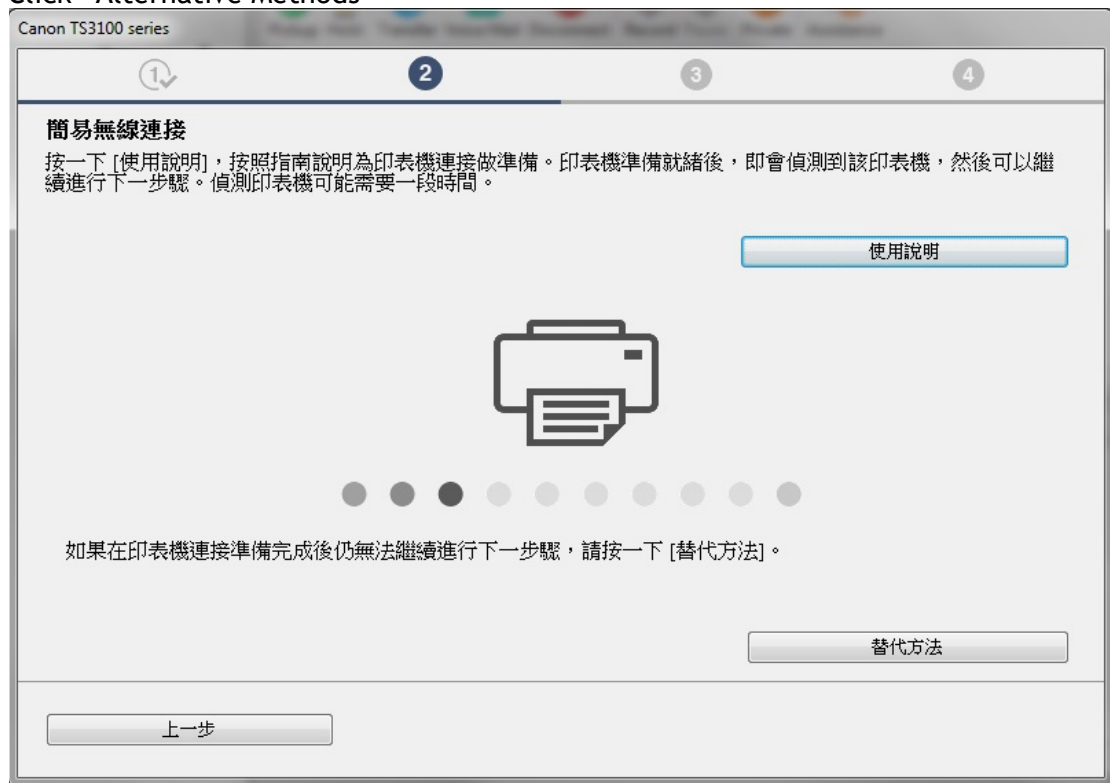 Click "Alternative Methods"
Canon TS3100 series
1 2 3 4
簡易無線連接
按一下 [使用說明]，按照指南說明為印表機連接做準備。印表機準備就緒後，即會偵測到該印表機，然後可以繼
續進行下一步驟。偵測印表機可能需要一段時間。
使用說明
如果在印表機連接準備完成後仍無法繼續進行下一步驟，請按一下 [替代方法]。
替代方法
上一步